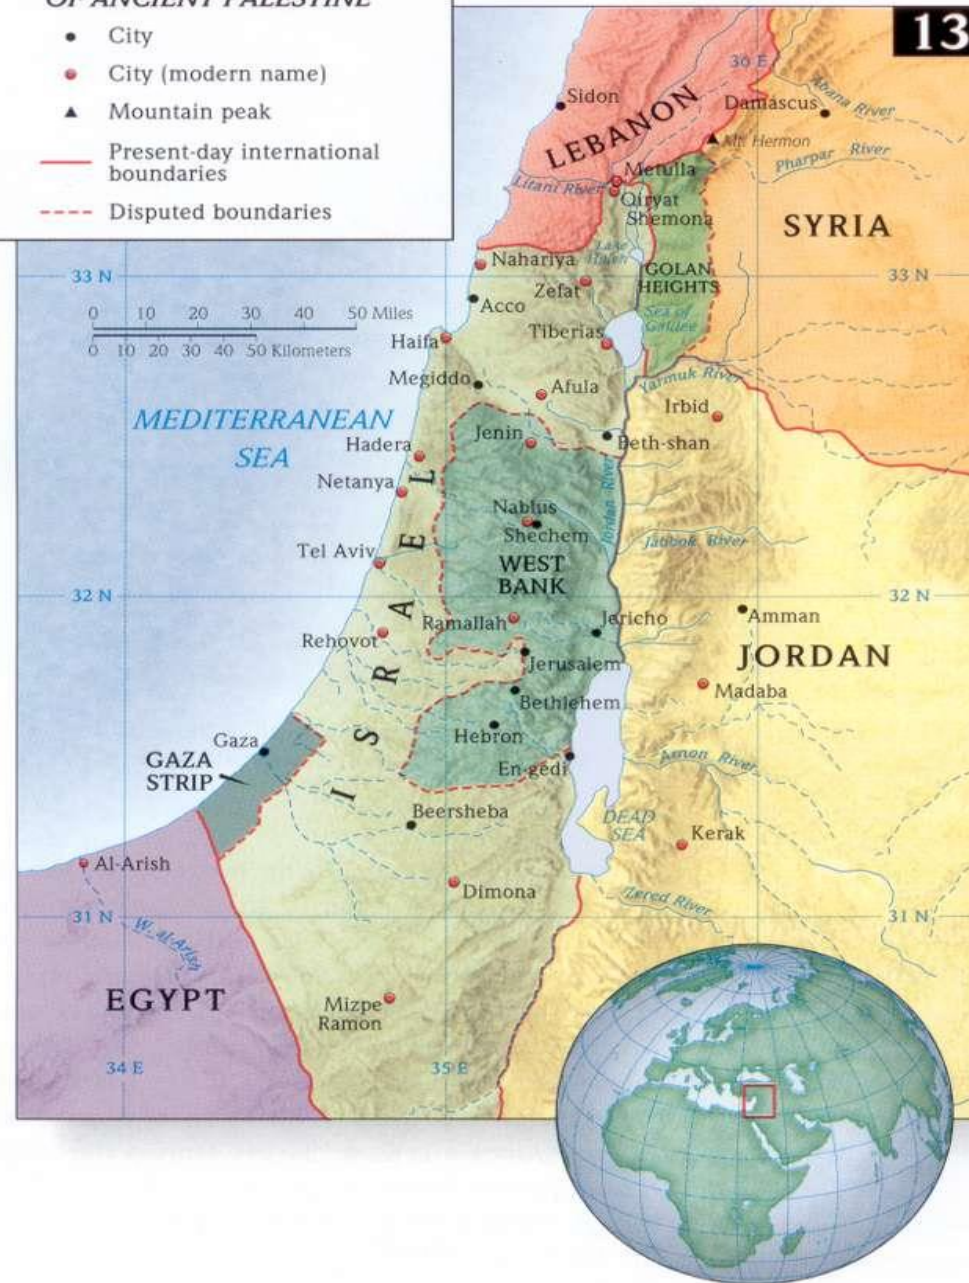 OF ANCIENT PALESTINE
City
City (modern name)
Mountain peak
Present-day international
boundaries
Disputed boundaries
13
36 E
Sidon
LEBANON
Damascus
Abana River
Mt. Hermon
Pharpar River
Metulla
Litani River
Qiryat
Shemona
SYRIA
Nahariya
Lake
Huleh
33 N
GOLAN
HEIGHTS
33 N
Zefat
Acco
Sea of
Galilee
0 10 20 30 40 50 Miles
0 10 20 30 40 50 Kilometers
Tiberias
Haifa
Megiddo
Afula
Yarmuk River
Irbid
MEDITERRANEAN
SEA
Hadera
Jenin
Beth-shan
Netanya
Jordan River
Nablus
Shechem
Tel Aviv
Jabbok River
WEST
BANK
32 N
32 N
Ramallah
Jericho
Amman
Rehovot
Jerusalem
JORDAN
Madaba
Bethlehem
ISRAEL
Gaza
Hebron
GAZA
STRIP
En-gedi
Arnon River
Beersheba
DEAD
SEA
Kerak
Al-Arish
Dimona
Zered River
31 N
31 N
W. al-Arish
EGYPT
Mizpe
Ramon
34 E
35 E